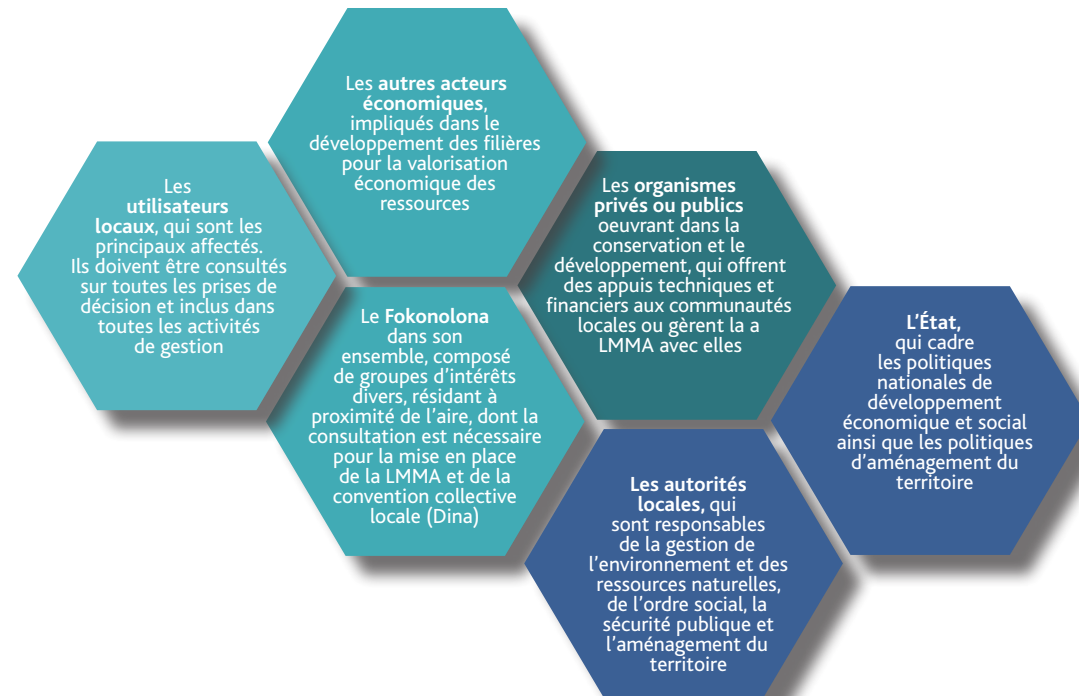 Les autres acteurs
économiques,
impliqués dans le
développement des filières
pour la valorisation
économique des
ressources
Les
utilisateurs
locaux, qui sont les
principaux affectés.
Ils doivent être consultés
sur toutes les prises de
décision et inclus dans
toutes les activités
de gestion
Les organismes
privés ou publics
oeuvrant dans la
conservation et le
développement, qui offrent
des appuis techniques et
financiers aux communautés
locales ou gèrent la a
LMMA avec elles
Le Fokonolona
dans son
ensemble, composé
de groupes d'intérêts
divers, résidant à
proximité de l'aire, dont la
consultation est nécessaire
pour la mise en place
de la LMMA et de la
convention collective
locale (Dina)
L'État,
qui cadre
les politiques
nationales de
développement
économique et social
ainsi que les politiques
d'aménagement du
territoire
Les autorités
locales, qui
sont responsables
de la gestion de
l'environnement et des
ressources naturelles,
de l'ordre social, la
sécurité publique et
l'aménagement du
territoire